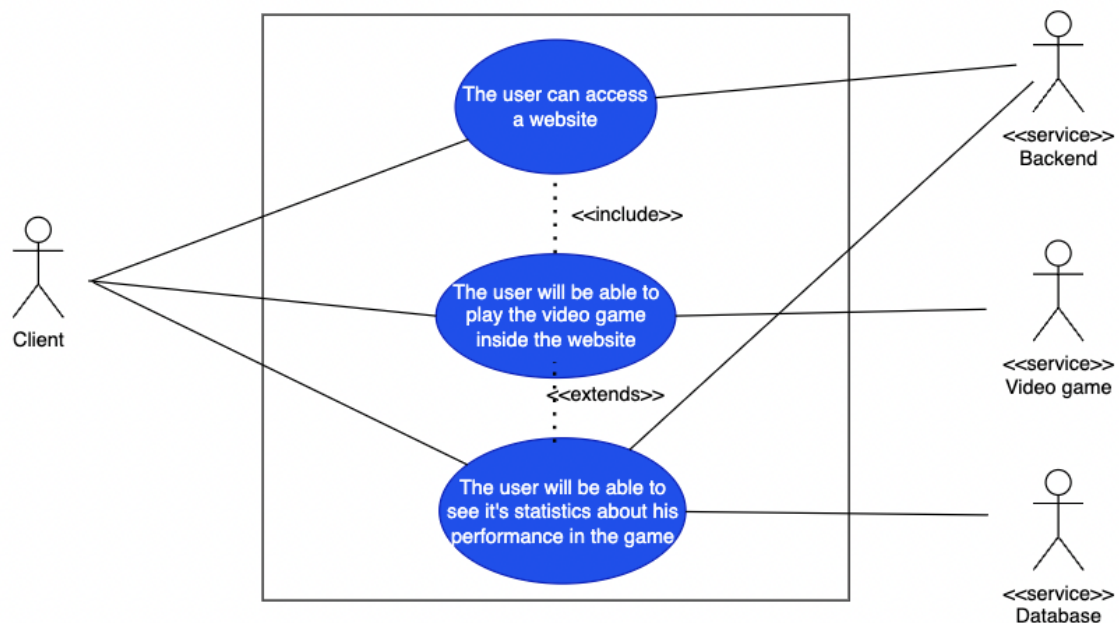 The user can access
a website
<<service>>
Backend
<<include>>
Client
The user will be able to
play the video game
inside the website
<<service>>
Video game
<<extends>>
The user will be able to
see it's statistics about his
performance in the game
<<service>>
Database